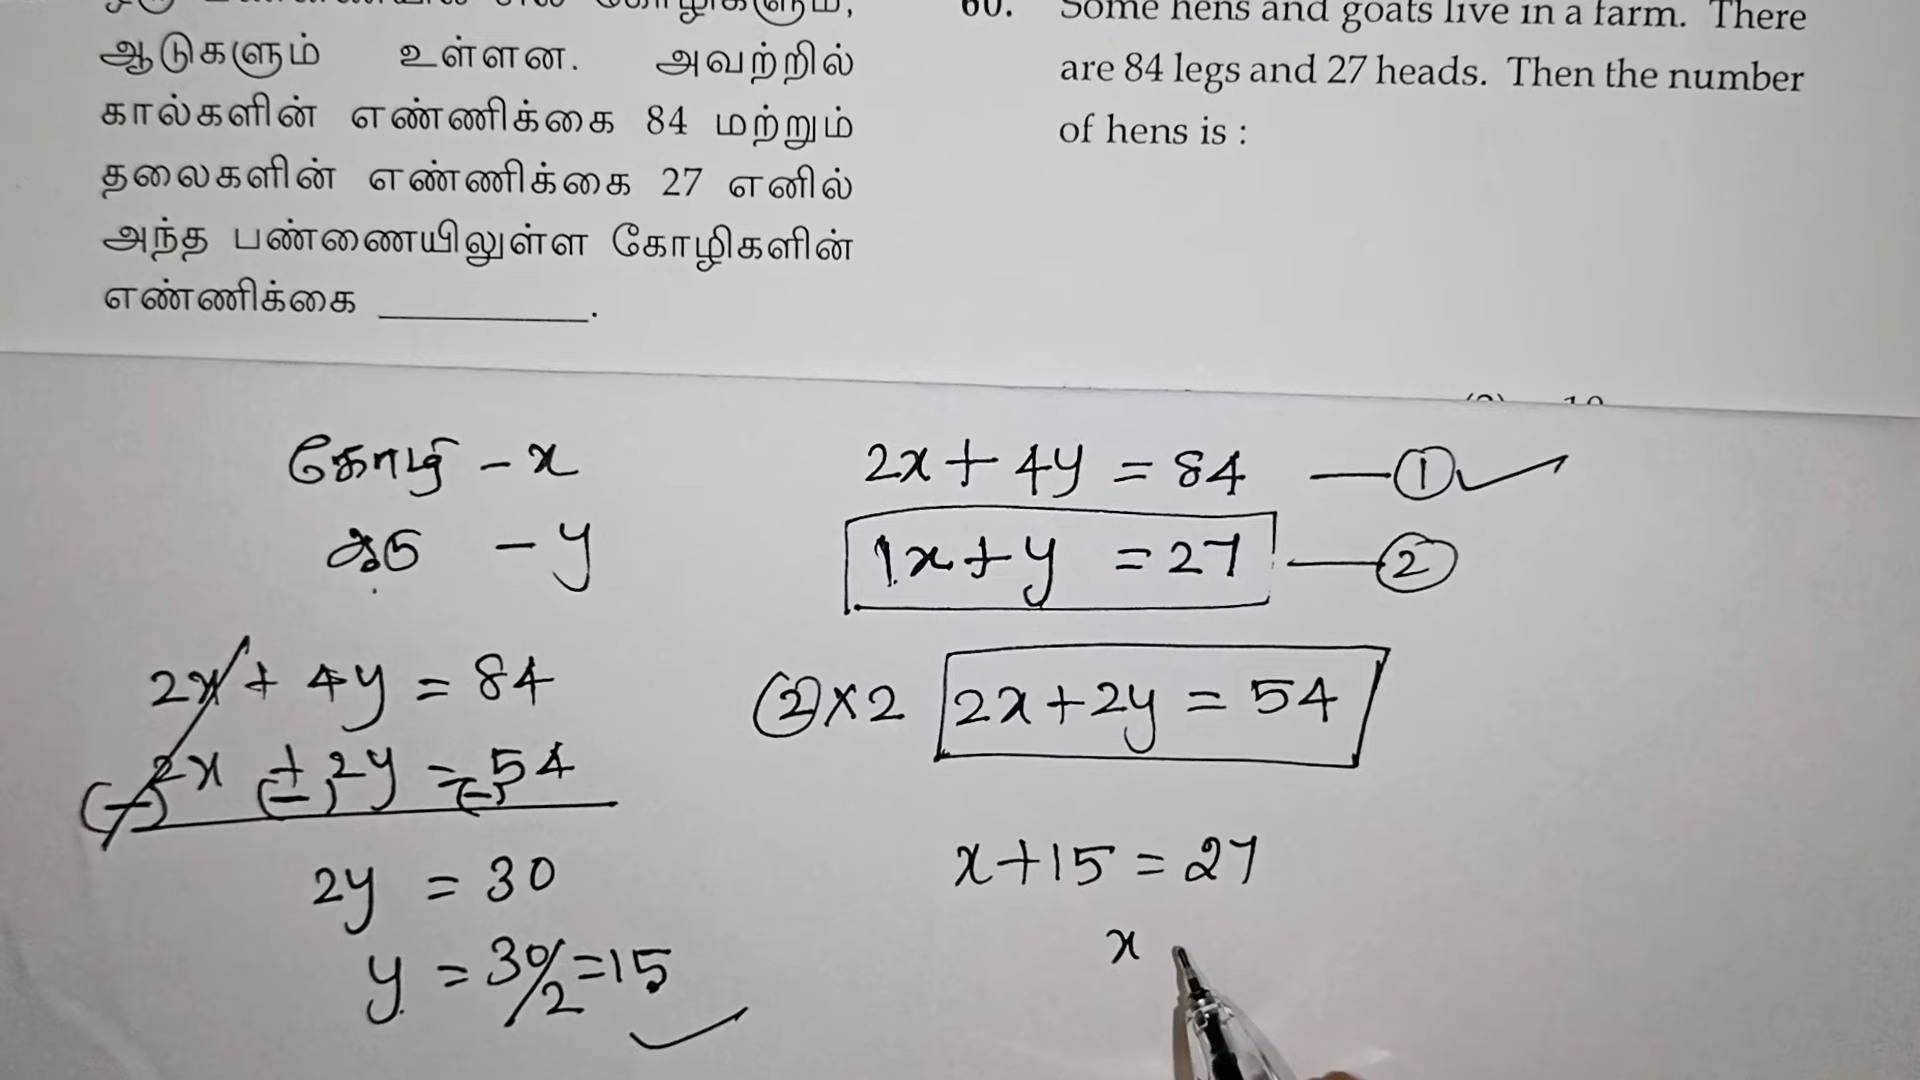 ஆடுகளும் உள்ளன. அவற்றில்
கால்களின் எண்ணிக்கை 84 மற்றும்
தலைகளின் எண்ணிக்கை 27 எனில்
அந்த பண்ணையிலுள்ள கோழிகளின்
எண்ணிக்கை __________.
60. Some hens and goats live in a farm. There
are 84 legs and 27 heads. Then the number
of hens is :
கோழி - x
ஆடு - y
2x + 4y = 84 — ①
1x + y = 27 — ②
2x + 4y = 84
(-) 2x (-)+ 2y = (-) 54
2y = 30
y = 30/2 = 15
② × 2 2x + 2y = 54
x + 15 = 27
x